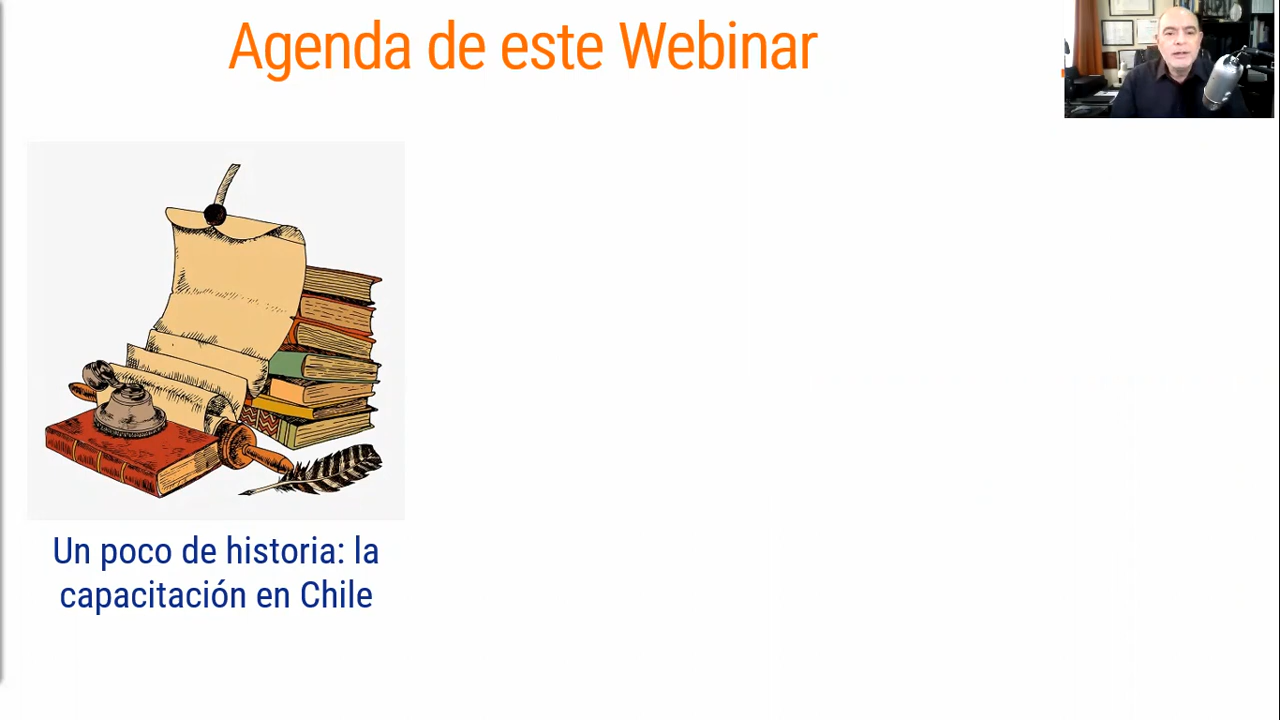 Agenda de este Webinar
Un poco de historia: la
capacitación en Chile